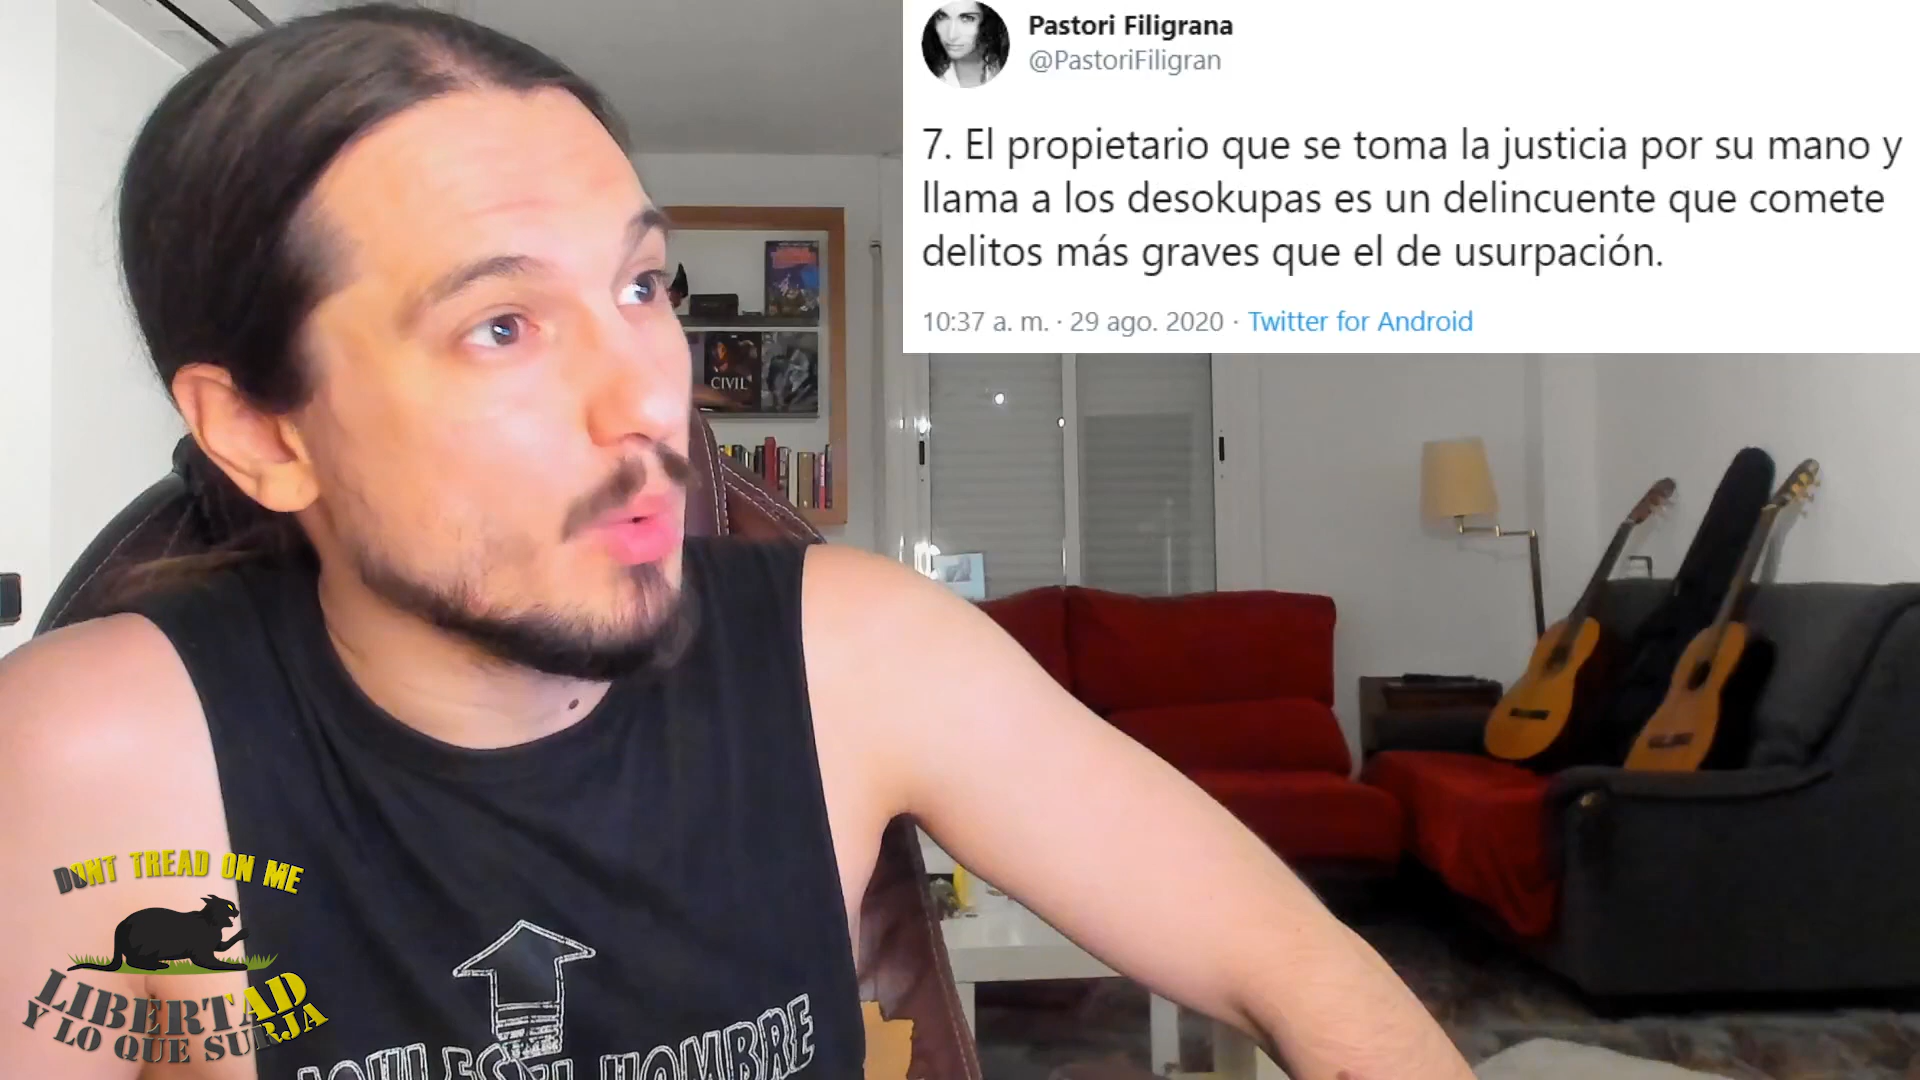 Pastori Filigrana
@PastoriFiligran
7. El propietario que se toma la justicia por su mano y
llama a los desokupas es un delincuente que comete
delitos más graves que el de usurpación.
10:37 a. m. · 29 ago. 2020 · Twitter for Android
CIVIL
DONT TREAD ON ME
LIBERTAD
Y LO QUE SURJA
HOMBRE